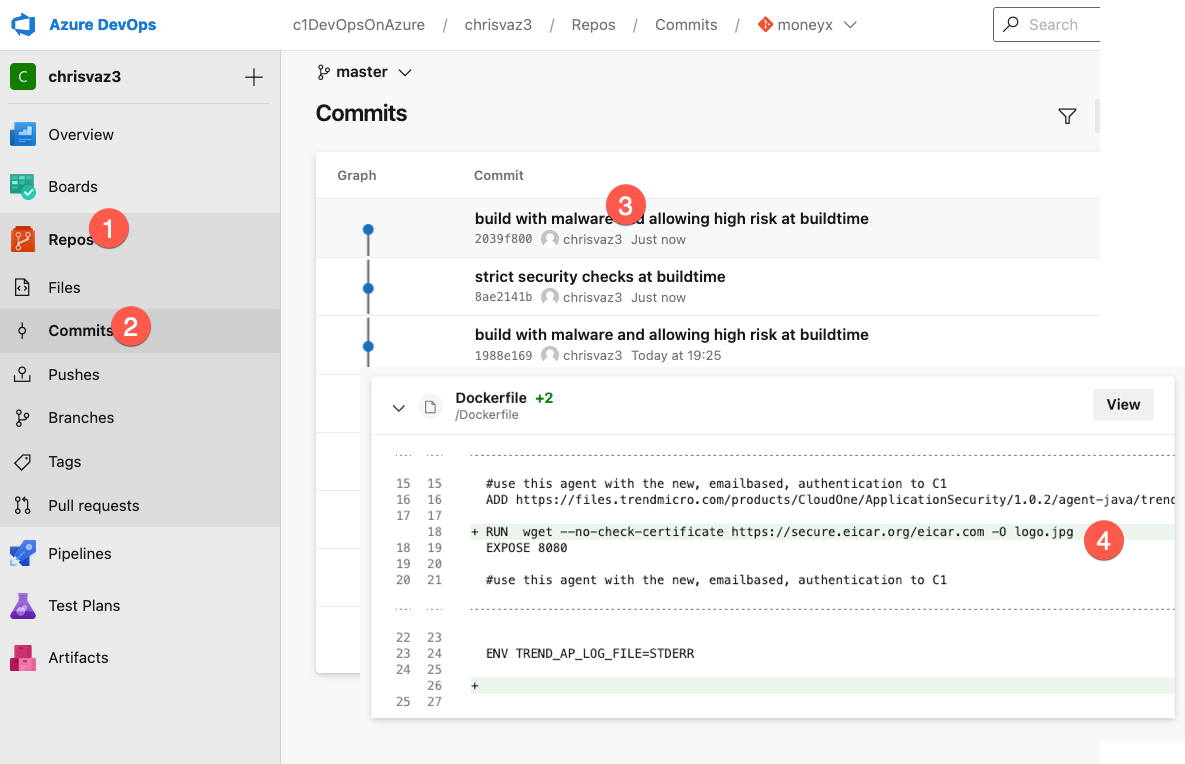 Azure DevOps
c1DevOpsOnAzure / chrisvaz3 / Repos / Commits / moneyx
Search
C chrisvaz3
Overview
Boards
Repos
1
Files
Commits
2
Pushes
Branches
Tags
Pull requests
Pipelines
Test Plans
Artifacts
master
Commits
Graph Commit
3
build with malware and allowing high risk at buildtime
2039f800 chrisvaz3 Just now
strict security checks at buildtime
8ae2141b chrisvaz3 Just now
build with malware and allowing high risk at buildtime
1988e169 chrisvaz3 Today at 19:25
Dockerfile +2
/Dockerfile
View
15 15 #use this agent with the new, emailbased, authentication to C1
16 16 ADD https://files.trendmicro.com/products/CloudOne/ApplicationSecurity/1.0.2/agent-java/trend
17 17
18 + RUN  wget --no-check-certificate https://secure.eicar.org/eicar.com -O logo.jpg
4
18 19 EXPOSE 8080
19 20
20 21 #use this agent with the new, emailbased, authentication to C1
22 23
23 24 ENV TREND_AP_LOG_FILE=STDERR
24 25
26 +
25 27